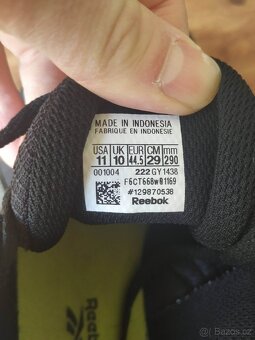 MADE IN INDONESIA
FABRIQUE EN INDONESIE
USA UK EUR CM mm
11 10 44.5 29 290
001004 222 GY1438
#129870538
Reebok
Reebok
bazos.cz